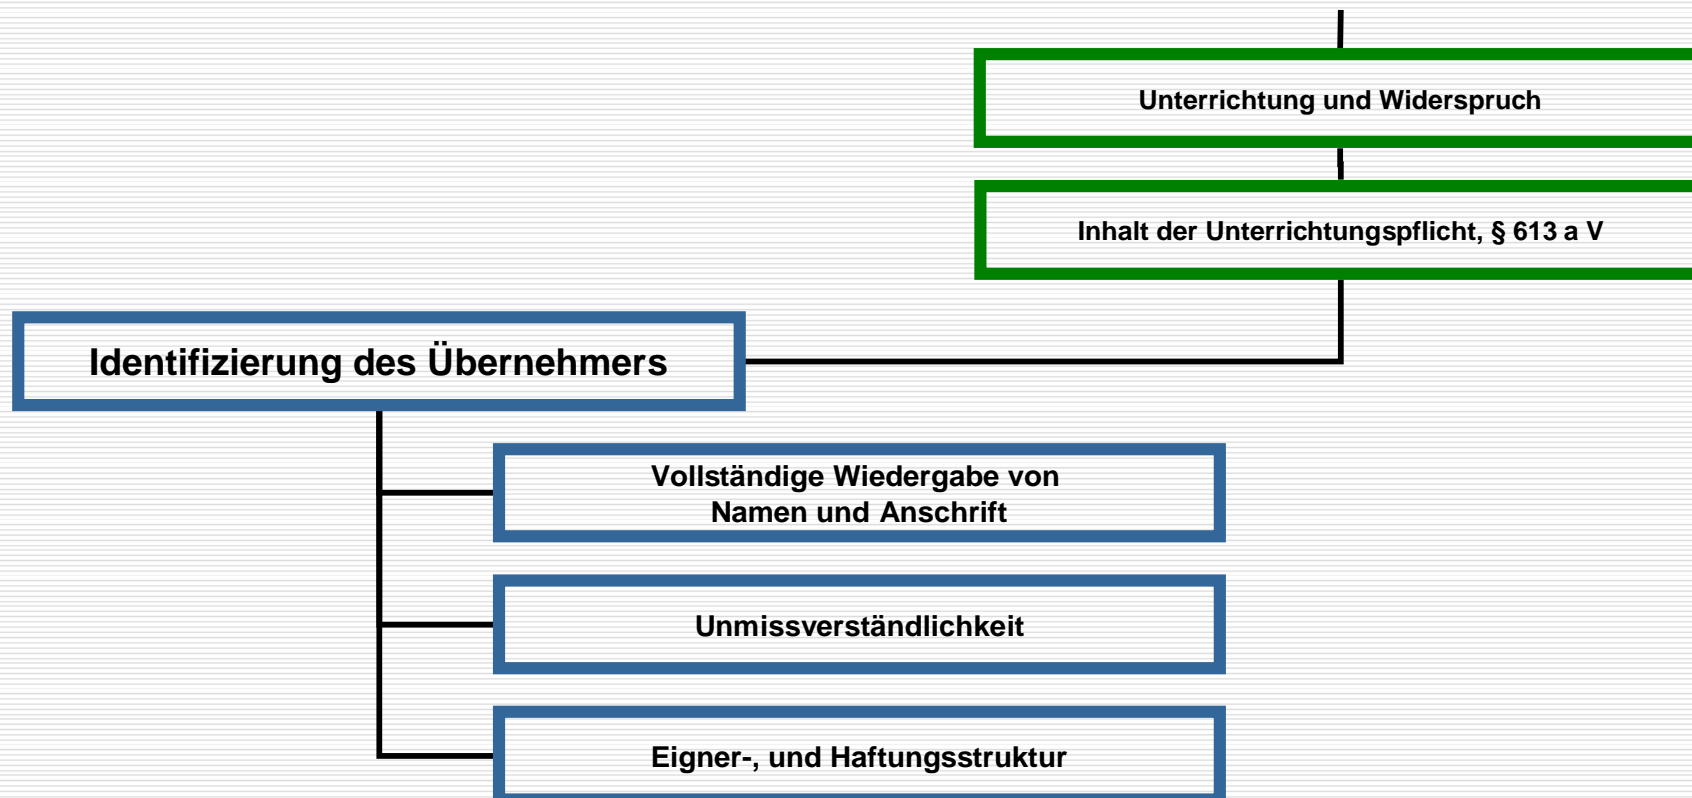 Unterrichtung und Widerspruch
Inhalt der Unterrichtungspflicht, § 613 a V
Identifizierung des Übernehmers
Vollständige Wiedergabe von
Namen und Anschrift
Unmissverständlichkeit
Eigner-, und Haftungsstruktur